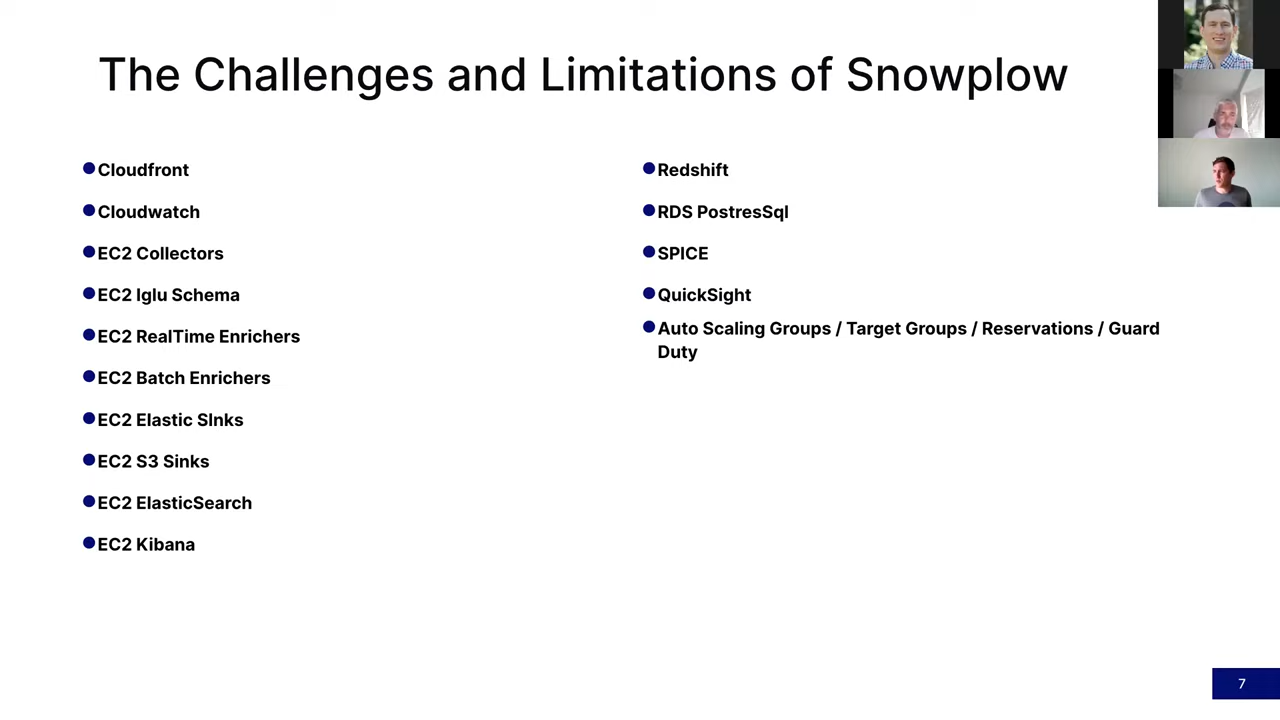 The Challenges and Limitations of Snowplow
Cloudfront
Cloudwatch
EC2 Collectors
EC2 Iglu Schema
EC2 RealTime Enrichers
EC2 Batch Enrichers
EC2 Elastic SInks
EC2 S3 Sinks
EC2 ElasticSearch
EC2 Kibana
Redshift
RDS PostresSql
SPICE
QuickSight
Auto Scaling Groups / Target Groups / Reservations / Guard
Duty
7